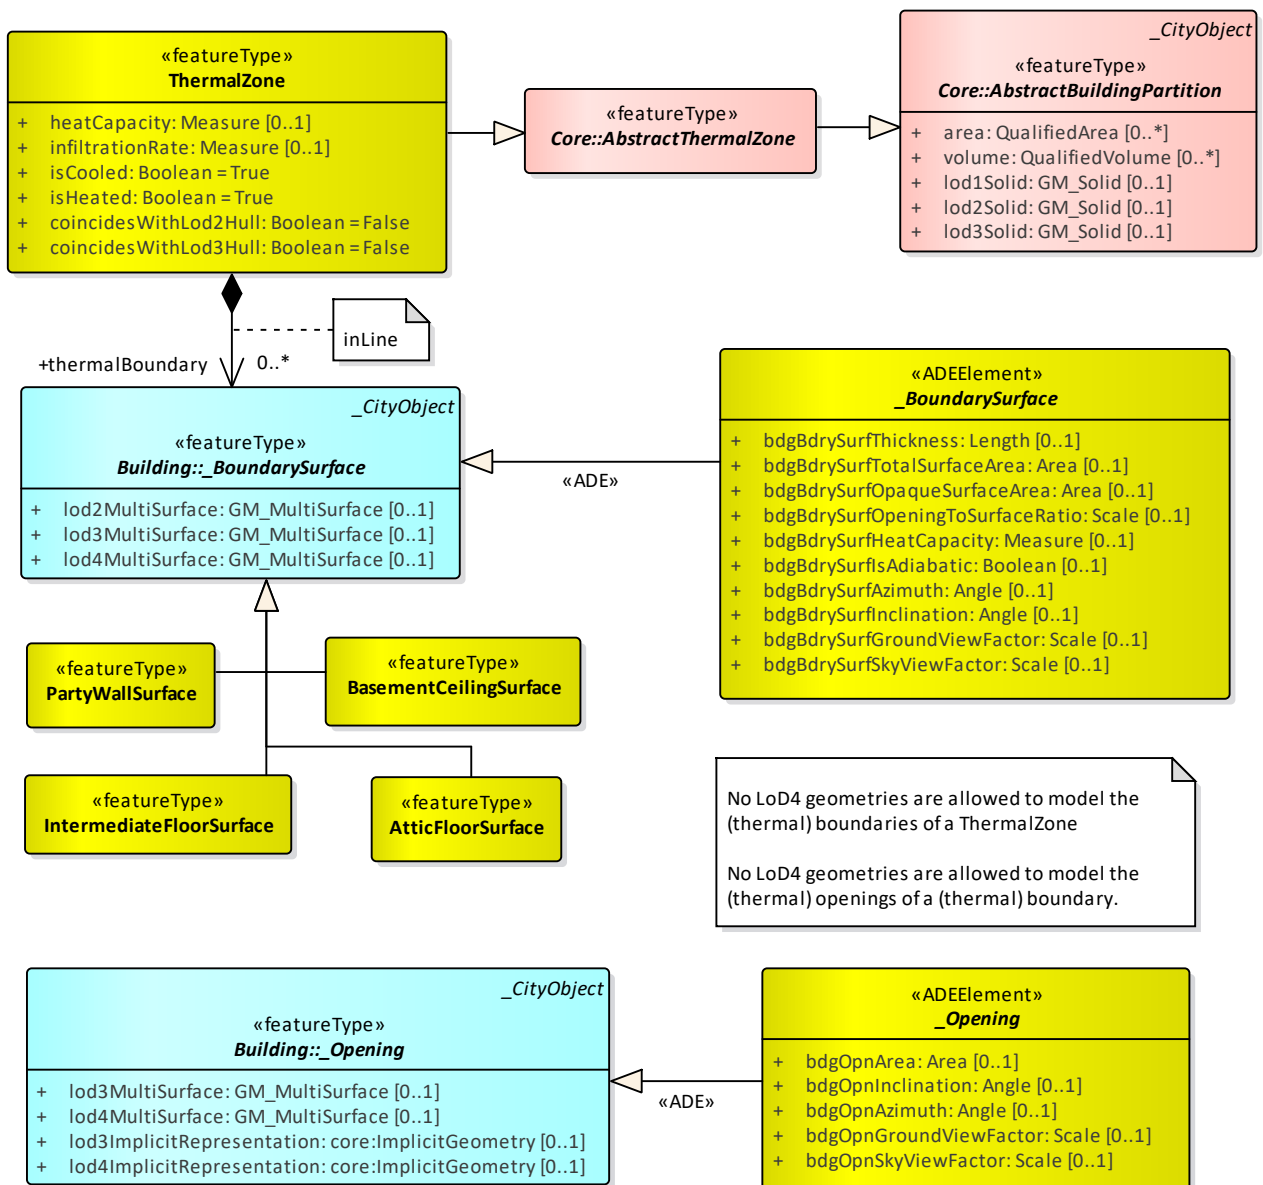 «featureType»
ThermalZone
+ heatCapacity: Measure [0..1]
+ infiltrationRate: Measure [0..1]
+ isCooled: Boolean = True
+ isHeated: Boolean = True
+ coincidesWithLod2Hull: Boolean = False
+ coincidesWithLod3Hull: Boolean = False
«featureType»
Core::AbstractThermalZone
_CityObject
«featureType»
Core::AbstractBuildingPartition
+ area: QualifiedArea [0..*]
+ volume: QualifiedVolume [0..*]
+ lod1Solid: GM_Solid [0..1]
+ lod2Solid: GM_Solid [0..1]
+ lod3Solid: GM_Solid [0..1]
inLine
+thermalBoundary 0..*
_CityObject
«featureType»
Building::_BoundarySurface
+ lod2MultiSurface: GM_MultiSurface [0..1]
+ lod3MultiSurface: GM_MultiSurface [0..1]
+ lod4MultiSurface: GM_MultiSurface [0..1]
«ADE»
«ADEElement»
_BoundarySurface
+ bdgBdrySurfThickness: Length [0..1]
+ bdgBdrySurfTotalSurfaceArea: Area [0..1]
+ bdgBdrySurfOpaqueSurfaceArea: Area [0..1]
+ bdgBdrySurfOpeningToSurfaceRatio: Scale [0..1]
+ bdgBdrySurfHeatCapacity: Measure [0..1]
+ bdgBdrySurfIsAdiabatic: Boolean [0..1]
+ bdgBdrySurfAzimuth: Angle [0..1]
+ bdgBdrySurfInclination: Angle [0..1]
+ bdgBdrySurfGroundViewFactor: Scale [0..1]
+ bdgBdrySurfSkyViewFactor: Scale [0..1]
«featureType»
PartyWallSurface
«featureType»
BasementCeilingSurface
«featureType»
IntermediateFloorSurface
«featureType»
AtticFloorSurface
No LoD4 geometries are allowed to model the
(thermal) boundaries of a ThermalZone
No LoD4 geometries are allowed to model the
(thermal) openings of a (thermal) boundary.
_CityObject
«featureType»
Building::_Opening
+ lod3MultiSurface: GM_MultiSurface [0..1]
+ lod4MultiSurface: GM_MultiSurface [0..1]
+ lod3ImplicitRepresentation: core:ImplicitGeometry [0..1]
+ lod4ImplicitRepresentation: core:ImplicitGeometry [0..1]
«ADE»
«ADEElement»
_Opening
+ bdgOpnArea: Area [0..1]
+ bdgOpnInclination: Angle [0..1]
+ bdgOpnAzimuth: Angle [0..1]
+ bdgOpnGroundViewFactor: Scale [0..1]
+ bdgOpnSkyViewFactor: Scale [0..1]